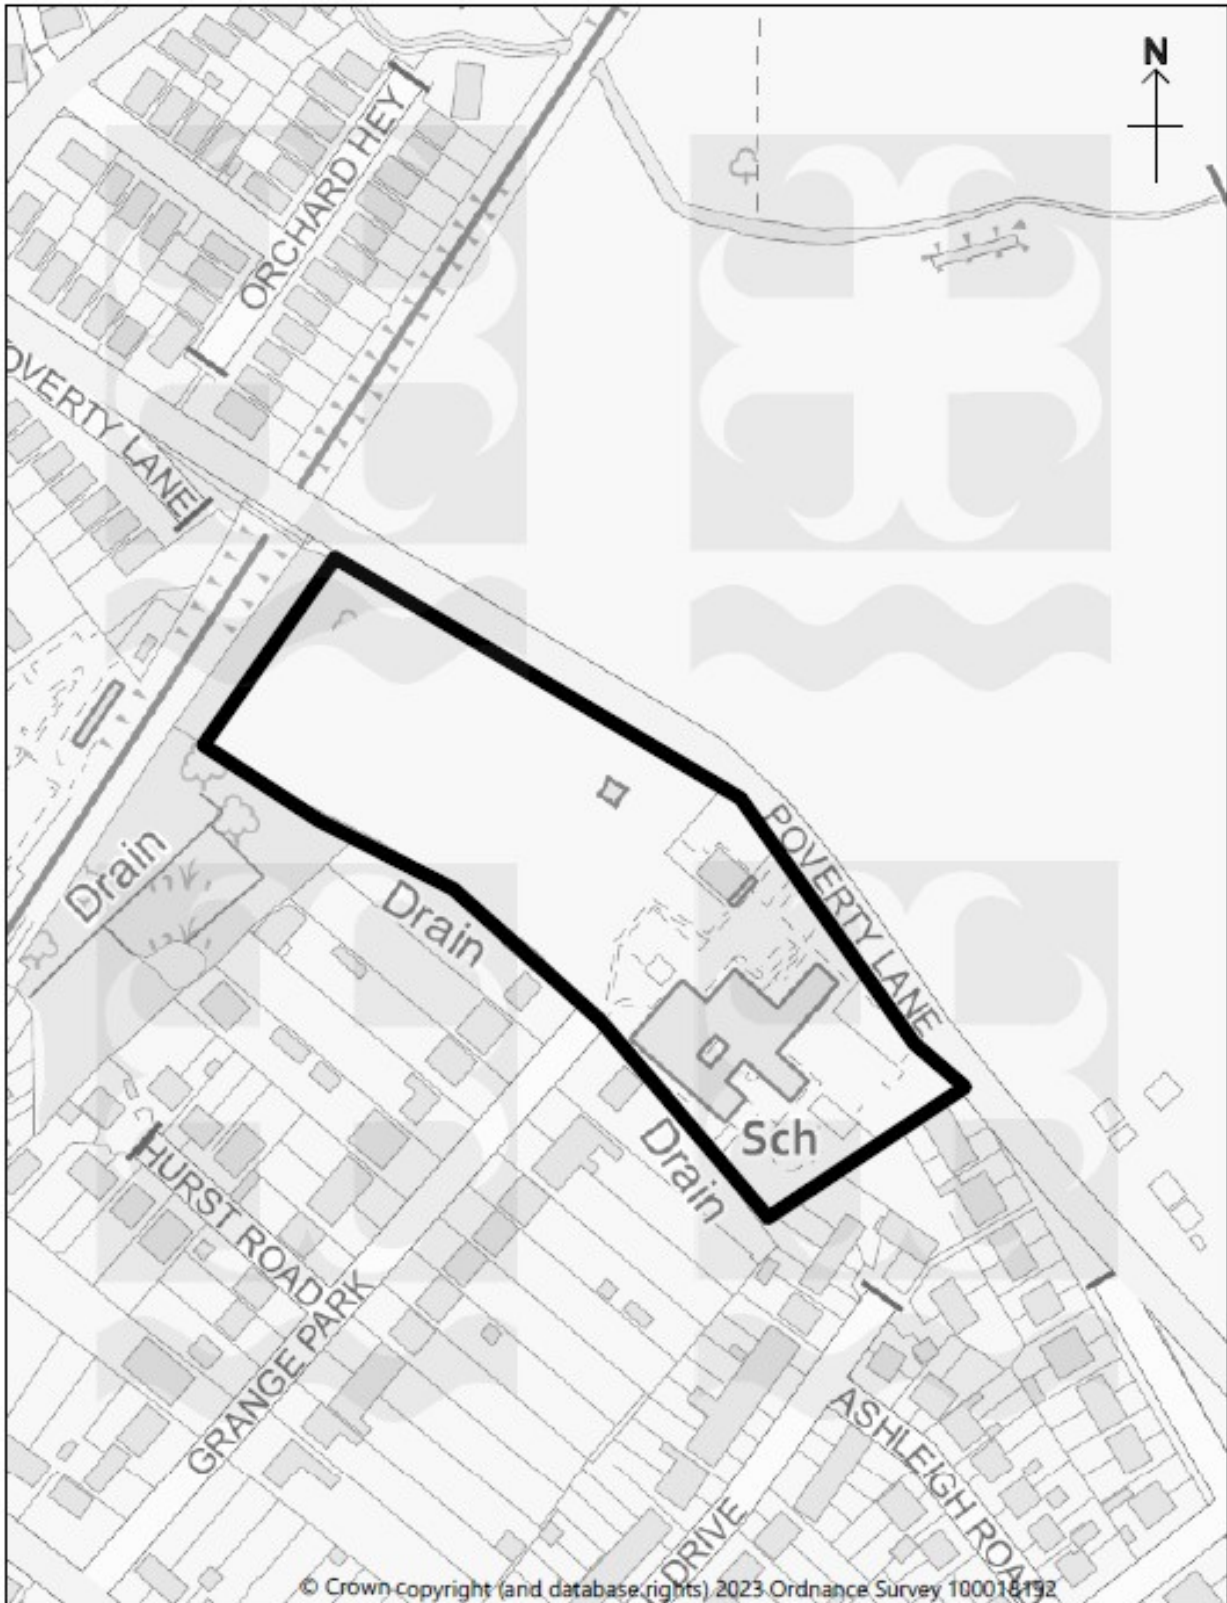 N
ORCHARD HEY
OVERTY LANE
POVERTY LANE
Drain
Drain
Drain
Sch
HURST ROAD
GRANGE PARK
ASHLEIGH ROA
DRIVE
© Crown copyright (and database rights) 2023 Ordnance Survey 100018192